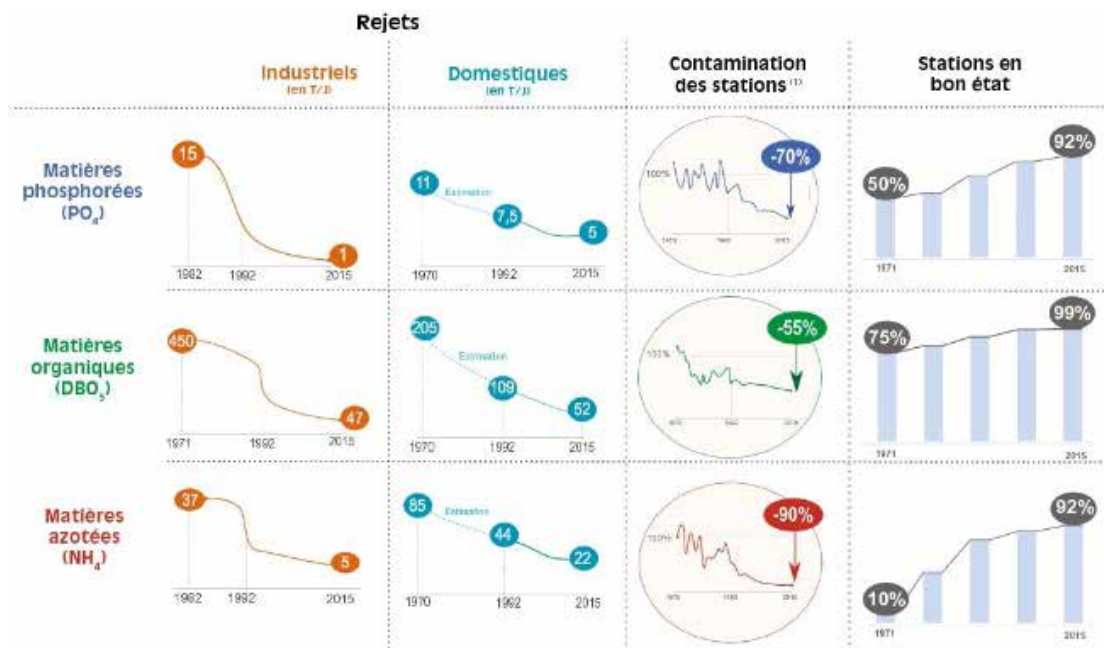 Rejets
Industriels
(en T/J)
Domestiques
(en T/J)
Contamination
des stations (1)
Stations en
bon état
Matières
phosphorées
(PO4)
15
1
1982
1992
2015
11
Estimation
7,5
5
1970
1992
2015
100%
-70%
50%
92%
1971
2015
Matières
organiques
(DBO5)
450
47
1971
1992
2015
205
Estimation
109
52
1970
1992
2015
100%
-55%
75%
99%
1971
2015
Matières
azotées
(NH4)
37
5
1982
1992
2015
85
Estimation
44
22
1970
1992
2015
100%
-90%
10%
92%
1971
2015